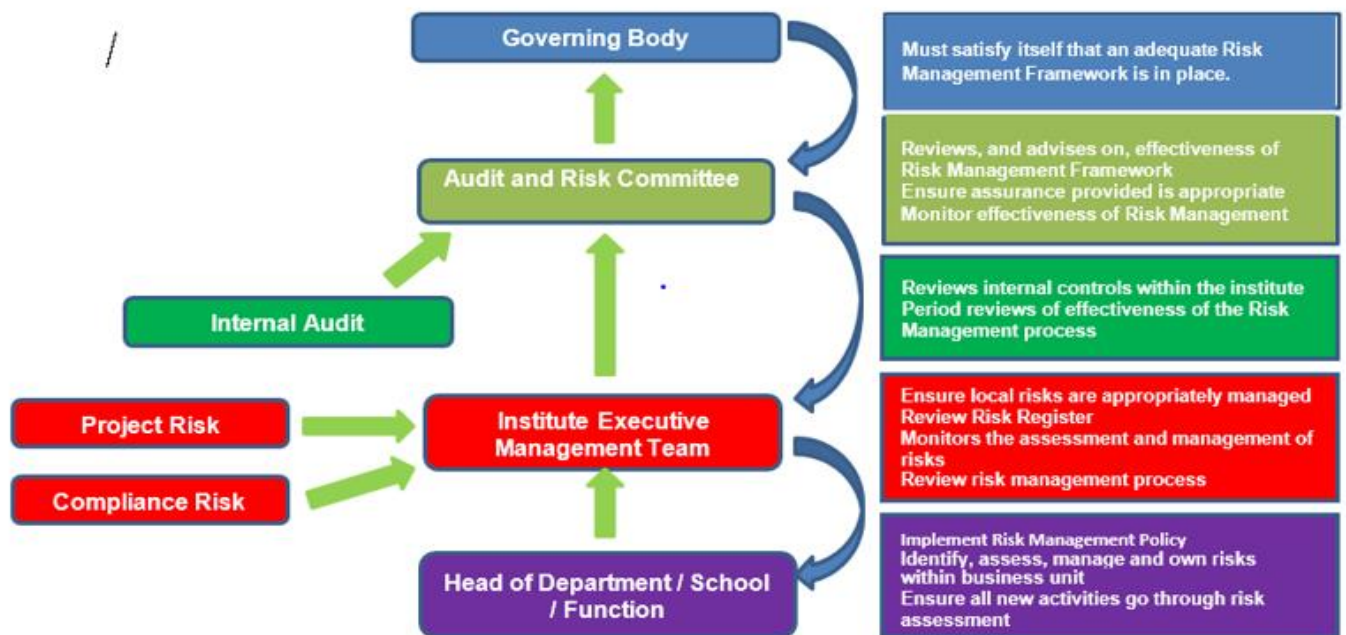 Governing Body
Must satisfy itself that an adequate Risk
Management Framework is in place.
Audit and Risk Committee
Reviews, and advises on, effectiveness of
Risk Management Framework
Ensure assurance provided is appropriate
Monitor effectiveness of Risk Management
Internal Audit
Reviews internal controls within the institute
Period reviews of effectiveness of the Risk
Management process
Project Risk
Compliance Risk
Institute Executive
Management Team
Ensure local risks are appropriately managed
Review Risk Register
Monitors the assessment and management of
risks
Review risk management process
Head of Department / School
/ Function
Implement Risk Management Policy
Identify, assess, manage and own risks
within business unit
Ensure all new activities go through risk
assessment